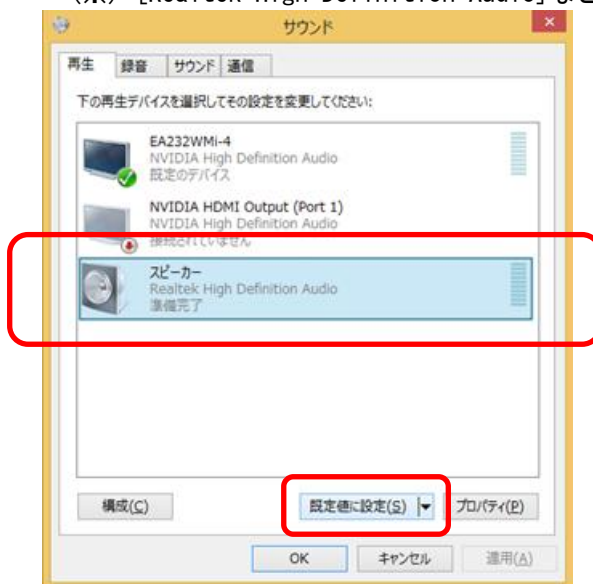 サウンド
再生 録音 サウンド 通信
下の再生デバイスを選択してその設定を変更してください:
EA232WMi-4
NVIDIA High Definition Audio
既定のデバイス
NVIDIA HDMI Output (Port 1)
NVIDIA High Definition Audio
接続されていません
スピーカー
Realtek High Definition Audio
準備完了
構成(C) 既定値に設定(S) プロパティ(P)
OK キャンセル 適用(A)